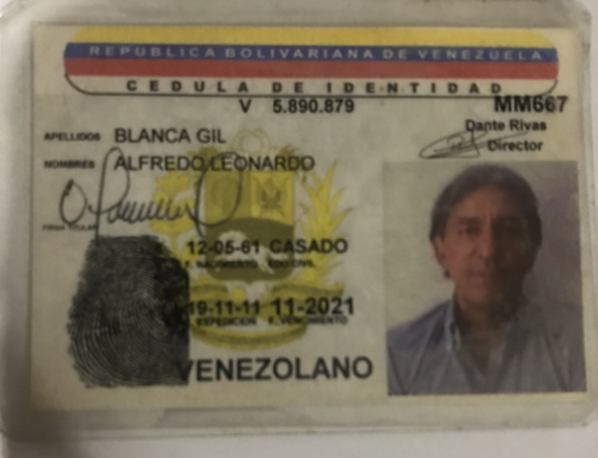 REPUBLICA BOLIVARIANA DE VENEZUELA
CEDULA DE IDENTIDAD
V 5.890.879 MM667
Dante Rivas
Director
APELLIDOS BLANCA GIL
NOMBRES ALFREDO LEONARDO
FIRMA TITULAR
12-05-61 CASADO
F. NACIMIENTO EDO CIVIL
19-11-11 11-2021
EXPEDICION F. VENCIMIENTO
VENEZOLANO